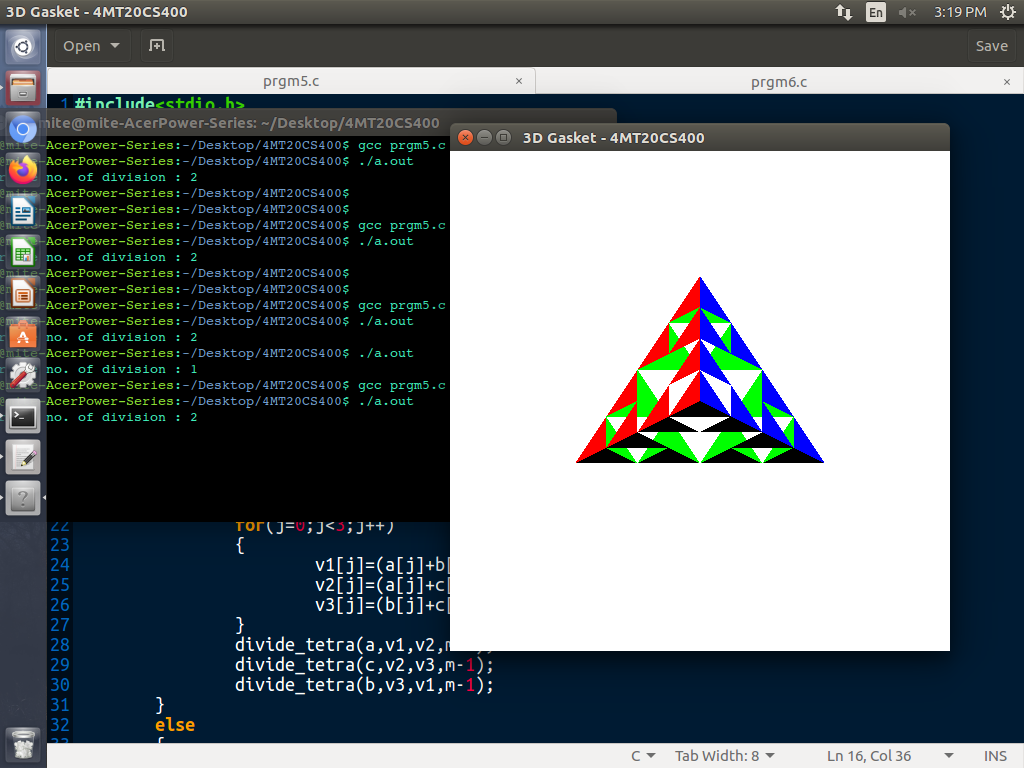 3D Gasket - 4MT20CS400
En
3:19 PM
Open
Save
prgm5.c ×
prgm6.c ×
1 #include<stdio.h>
mite@mite-AcerPower-Series: ~/Desktop/4MT20CS400
3D Gasket - 4MT20CS400
AcerPower-Series:~/Desktop/4MT20CS400$ gcc prgm5.c
AcerPower-Series:~/Desktop/4MT20CS400$ ./a.out
no. of division : 2
AcerPower-Series:~/Desktop/4MT20CS400$
AcerPower-Series:~/Desktop/4MT20CS400$
AcerPower-Series:~/Desktop/4MT20CS400$ gcc prgm5.c
AcerPower-Series:~/Desktop/4MT20CS400$ ./a.out
no. of division : 2
AcerPower-Series:~/Desktop/4MT20CS400$
AcerPower-Series:~/Desktop/4MT20CS400$
AcerPower-Series:~/Desktop/4MT20CS400$ gcc prgm5.c
AcerPower-Series:~/Desktop/4MT20CS400$ ./a.out
no. of division : 2
AcerPower-Series:~/Desktop/4MT20CS400$ ./a.out
no. of division : 1
AcerPower-Series:~/Desktop/4MT20CS400$ gcc prgm5.c
AcerPower-Series:~/Desktop/4MT20CS400$ ./a.out
no. of division : 2
22 for(j=0;j<3;j++)
23 {
24 v1[j]=(a[j]+b[
25 v2[j]=(a[j]+c[
26 v3[j]=(b[j]+c[
27 }
28 divide_tetra(a,v1,v2,m
29 divide_tetra(c,v2,v3,m-1);
30 divide_tetra(b,v3,v1,m-1);
31 }
32 else
C
Tab Width: 8
Ln 16, Col 36
INS